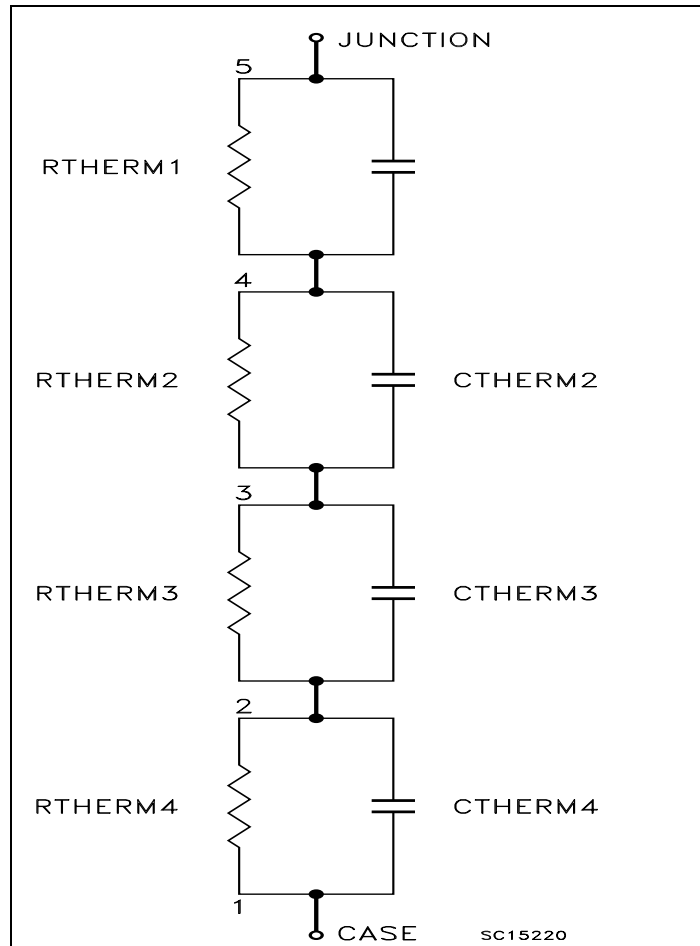 JUNCTION
5
RTHERM1
4
RTHERM2 CTHERM2
3
RTHERM3 CTHERM3
2
RTHERM4 CTHERM4
1
CASE SC15220